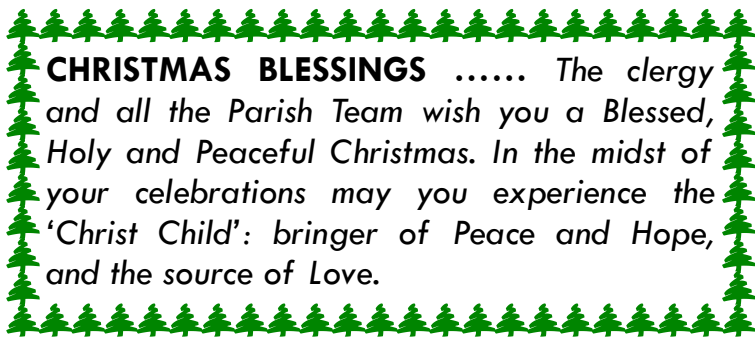 CHRISTMAS BLESSINGS …… The clergy
and all the Parish Team wish you a Blessed,
Holy and Peaceful Christmas. In the midst of
your celebrations may you experience the
‘Christ Child’: bringer of Peace and Hope,
and the source of Love.